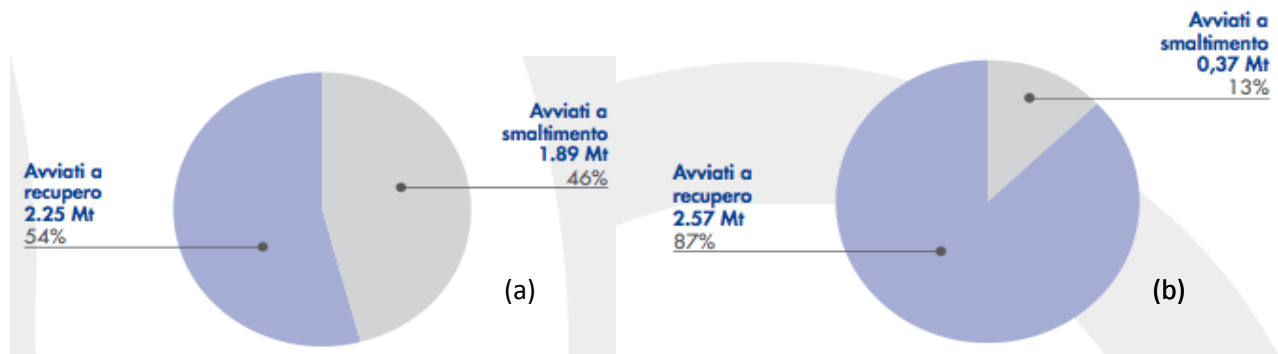 Avviati a
recupero
2.25 Mt
54%
Avviati a
smaltimento
1.89 Mt
46%
(a)
Avviati a
recupero
2.57 Mt
87%
Avviati a
smaltimento
0,37 Mt
13%
(b)